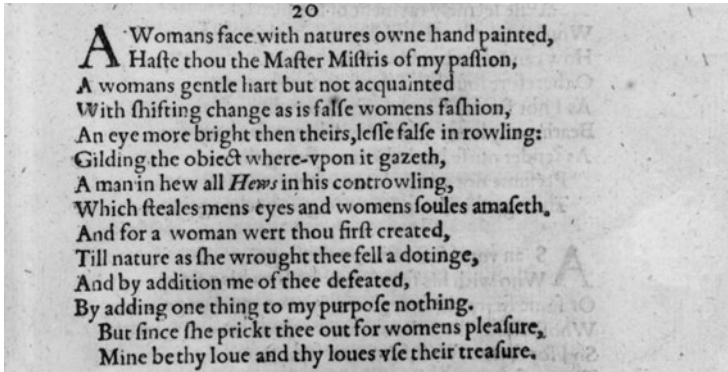 20
A Womans face with natures owne hand painted,
Haſte thou the Maſter Miſtris of my paſſion,
A womans gentle hart but not acquainted
With ſhifting change as is falſe womens faſhion,
An eye more bright then theirs, leſſe falſe in rowling:
Gilding the obiect where-vpon it gazeth,
A man in hew all Hews in his controwling,
Which ſteales mens eyes and womens ſoules amaſeth.
And for a woman wert thou firſt created,
Till nature as ſhe wrought thee fell a dotinge,
And by addition me of thee defeated,
By adding one thing to my purpoſe nothing.
But ſince ſhe prickt thee out for womens pleaſure,
Mine be thy loue and thy loues vſe their treaſure.